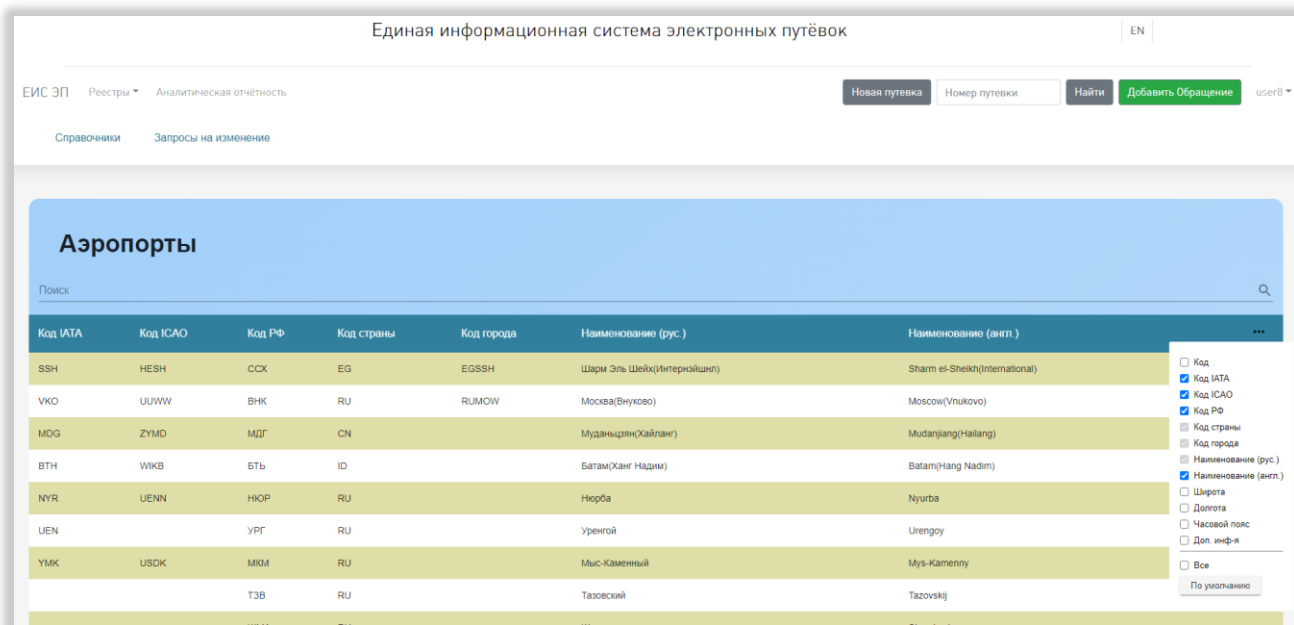 Единая информационная система электронных путёвок
EN
ЕИС ЭП Реестры Аналитическая отчётность Новая путевка Номер путевки Найти Добавить Обращение user8
Справочники Запросы на изменение
Аэропорты
Поиск
Код IATA Код ICAO Код РФ Код страны Код города Наименование (рус.) Наименование (англ.) •••
SSH HESH ССХ EG EGSSH Шарм Эль Шейх(Интернэйшнл) Sharm el-Sheikh(International)
VKO UUWW ВНК RU RUMOW Москва(Внуково) Moscow(Vnukovo)
MDG ZYMD МДГ CN Муданьцзян(Хайланг) Mudanjiang(Hailang)
BTH WIKB БТЬ ID Батам(Ханг Надим) Batam(Hang Nadim)
NYR UENN НЮР RU Нюрба Nyurba
UEN УРГ RU Уренгой Urengoy
YMK USDK МКМ RU Мыс-Каменный Mys-Kamenny
ТЗВ RU Тазовский Tazovskij
Код
Код IATA
Код ICAO
Код РФ
Код страны
Код города
Наименование (рус.)
Наименование (англ.)
Широта
Долгота
Часовой пояс
Доп. инф-я
Все
По умолчанию